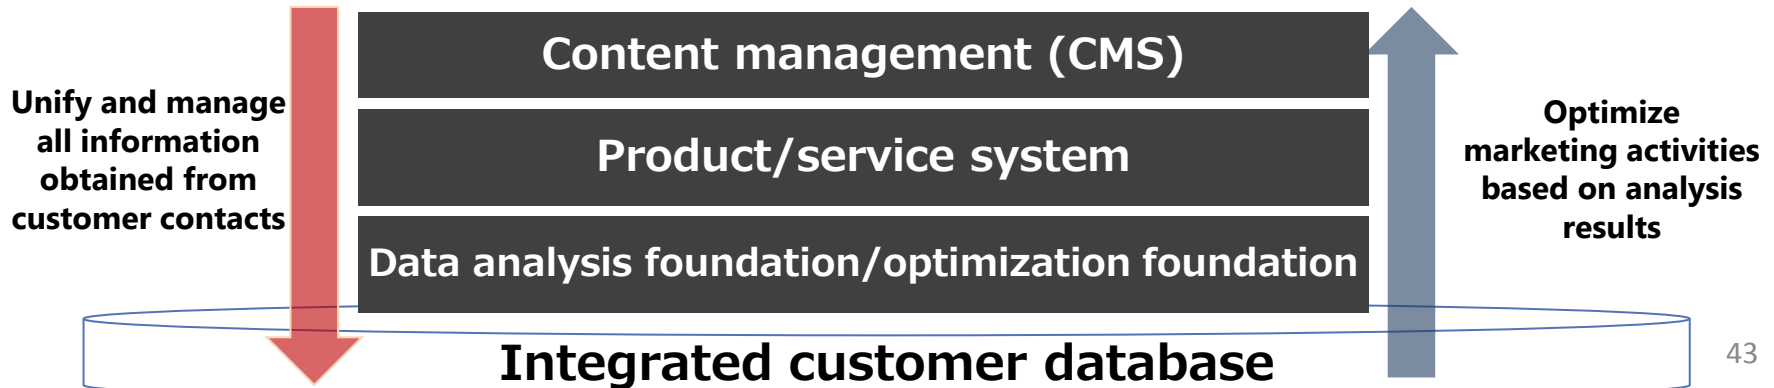 Content management (CMS)
Unify and manage
all information
obtained from
customer contacts
Product/service system
Optimize
marketing activities
based on analysis
results
Data analysis foundation/optimization foundation
Integrated customer database
43